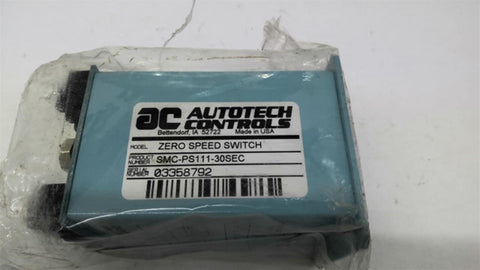 ac AUTOTECH
CONTROLS
Bettendorf, IA 52722 Made in USA
MODEL ZERO SPEED SWITCH
PRODUCT NUMBER SMC-PS111-30SEC
NUMBER 03358792